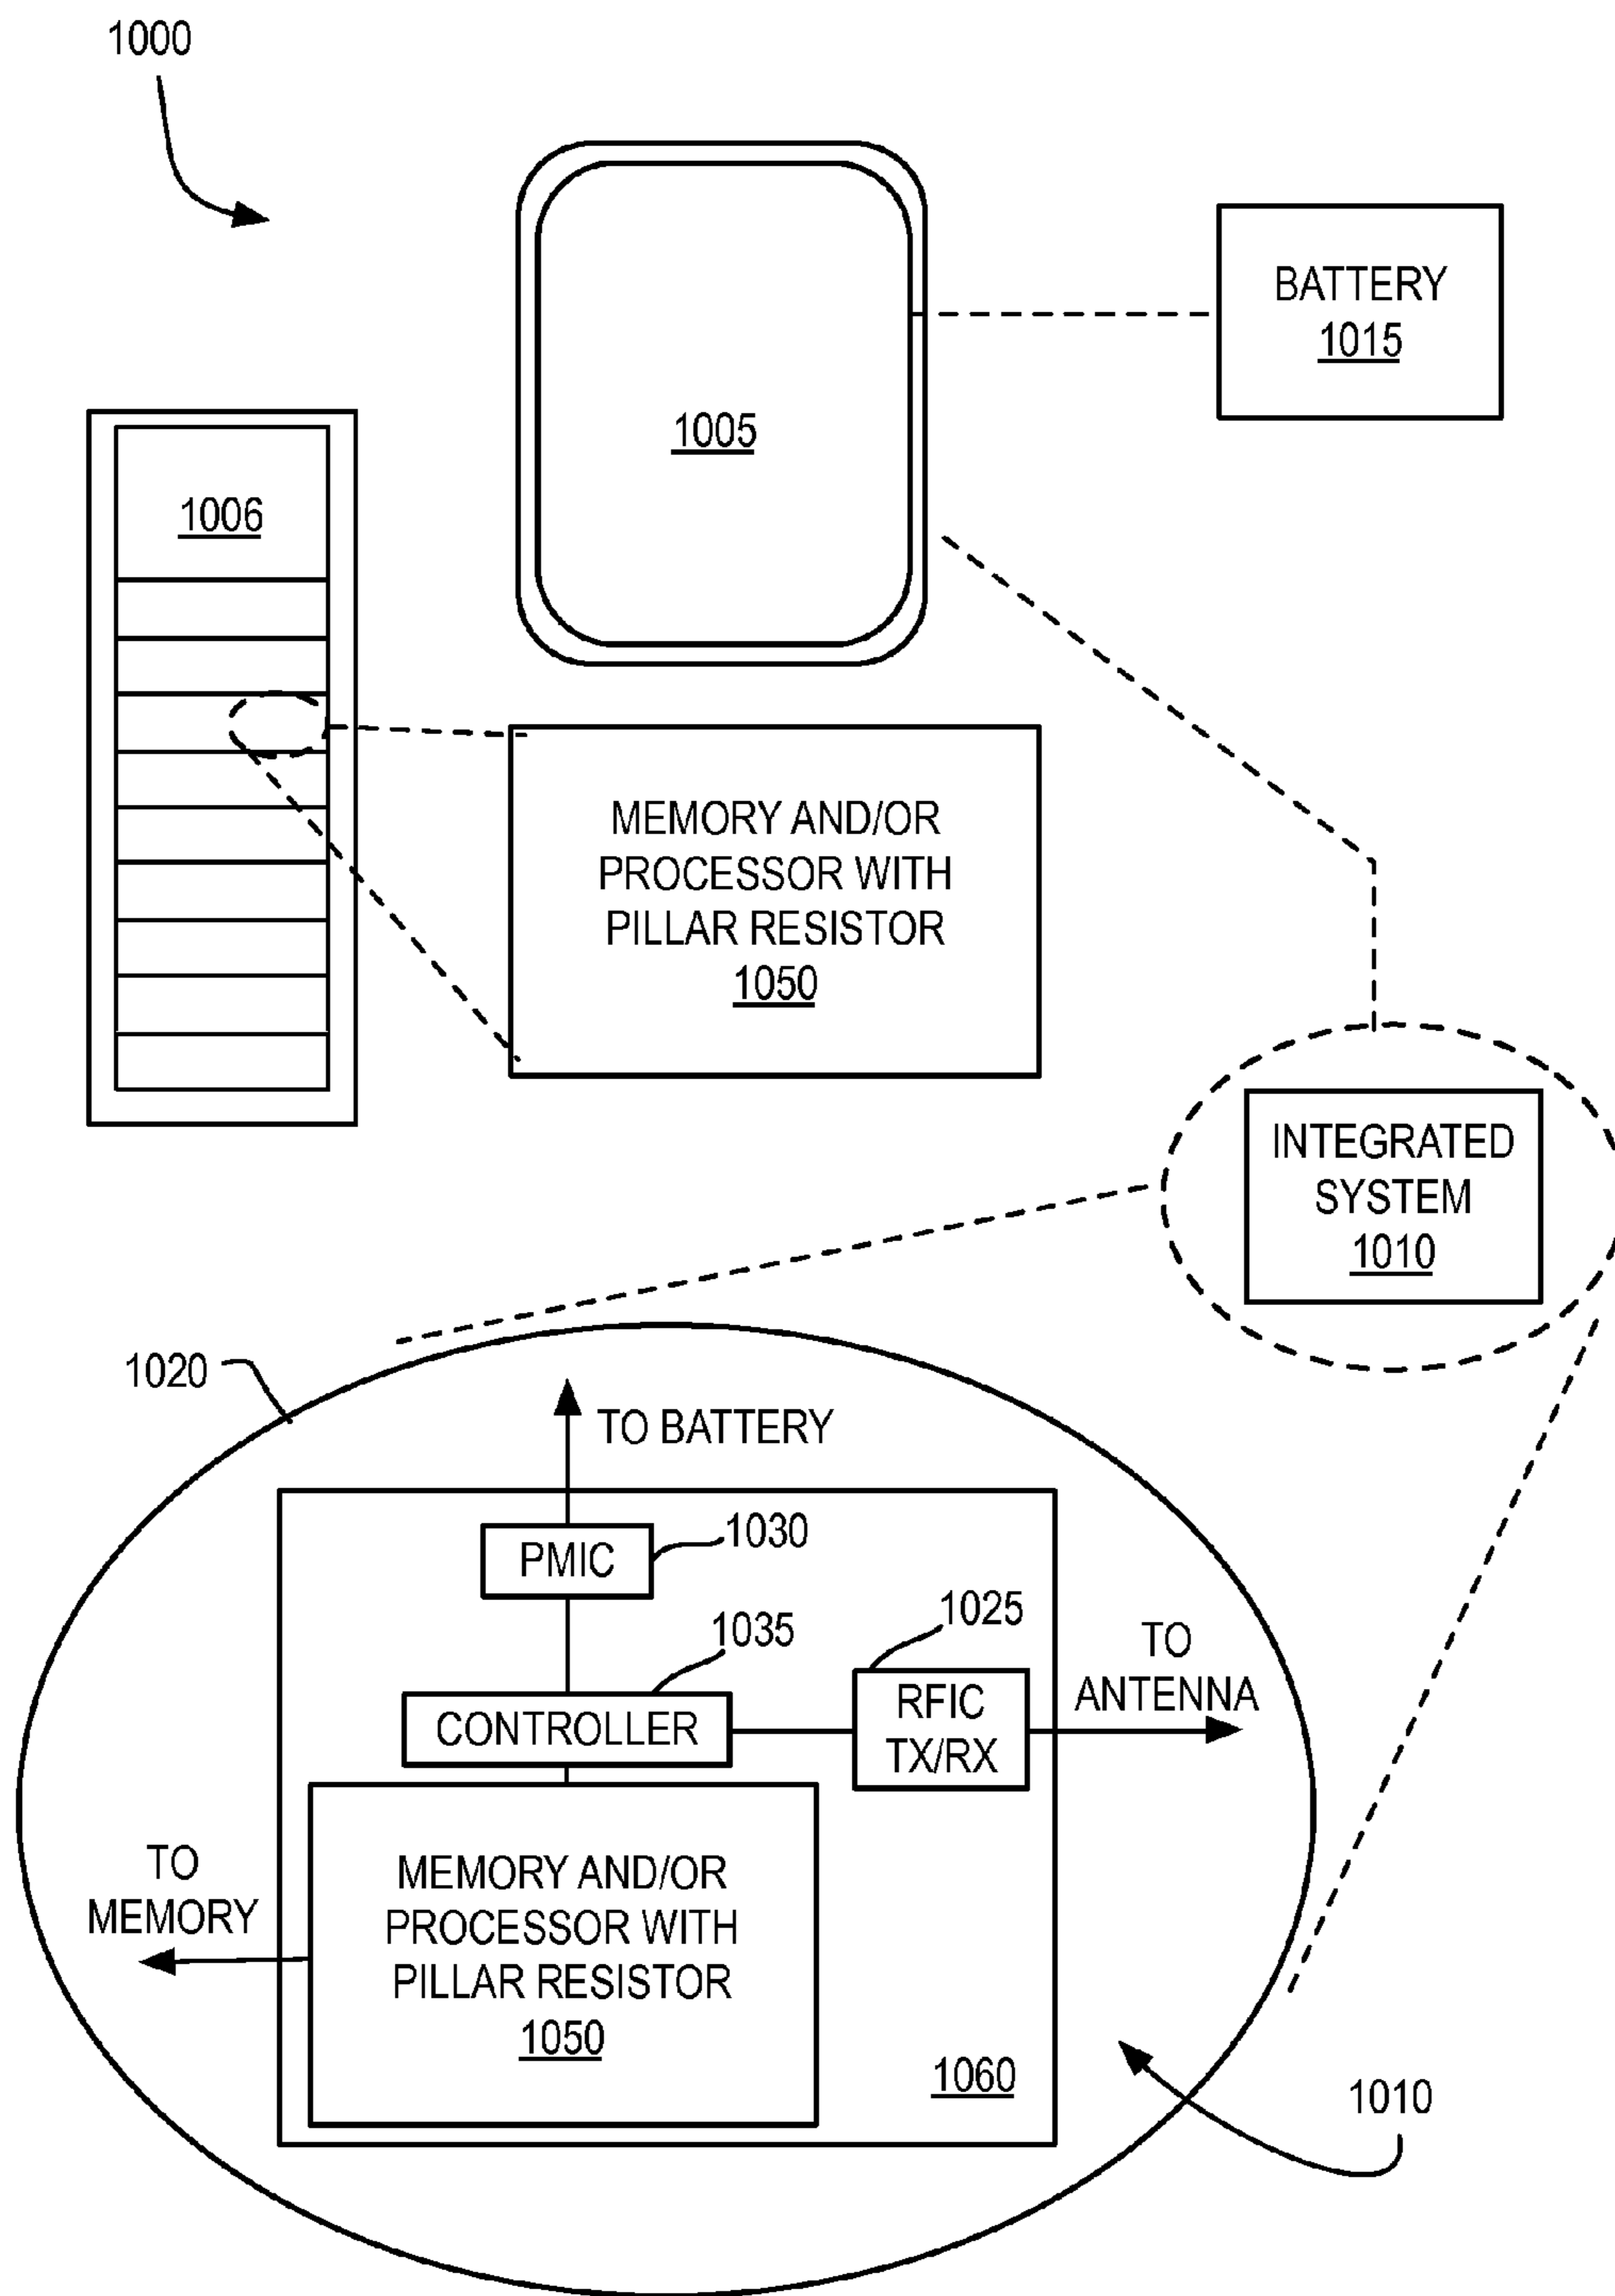 1000
BATTERY
1015
1005
1006
MEMORY AND/OR
PROCESSOR WITH
PILLAR RESISTOR
1050
INTEGRATED
SYSTEM
1010
1020
TO BATTERY
PMIC
1030
1035
1025
CONTROLLER
RFIC
TX/RX
TO
ANTENNA
TO
MEMORY
MEMORY AND/OR
PROCESSOR WITH
PILLAR RESISTOR
1050
1060
1010